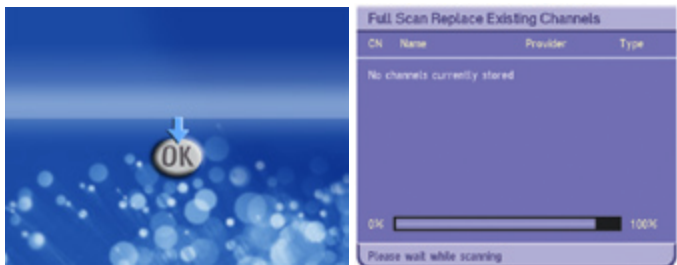 OK
Full Scan Replace Existing Channels
CN Name Provider Type
No channels currently stored
0% 100%
Please wait while scanning